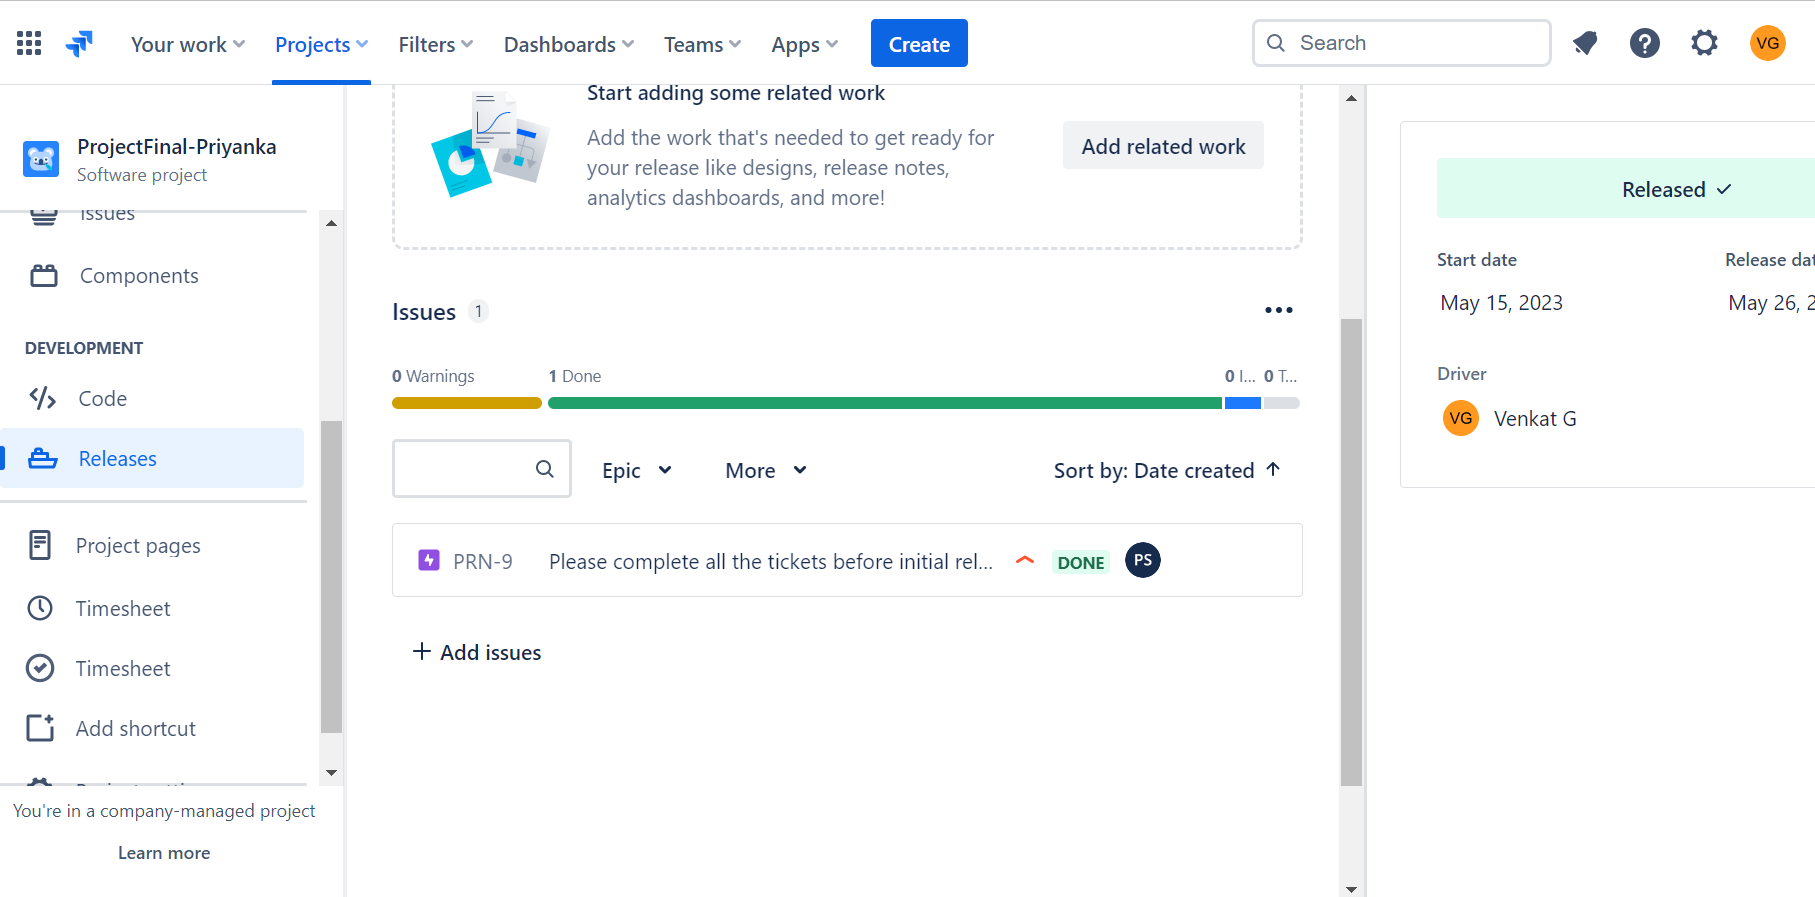 Your work
Projects
Filters
Dashboards
Teams
Apps
Create
Search
VG
ProjectFinal-Priyanka
Software project
Issues
Components
DEVELOPMENT
Code
Releases
Project pages
Timesheet
Timesheet
Add shortcut
You're in a company-managed project
Learn more
Start adding some related work
Add the work that's needed to get ready for
your release like designs, release notes,
analytics dashboards, and more!
Add related work
Issues 1
0 Warnings
1 Done
0 I...
0 T...
Epic
More
Sort by: Date created
PRN-9 Please complete all the tickets before initial rel... DONE PS
Add issues
Released
Start date
Release dat
May 15, 2023
May 26, 2
Driver
VG Venkat G